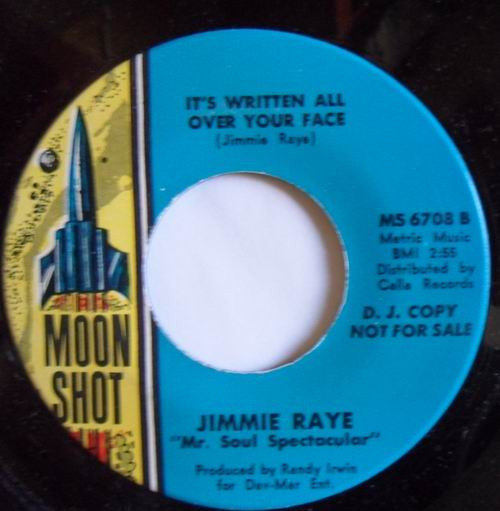 IT'S WRITTEN ALL
OVER YOUR FACE
(Jimmie Raye)
MS 6708 B
Metric Music
BMI 2:55
Distributed by
Calla Records
D. J. COPY
NOT FOR SALE
MOON
SHOT
JIMMIE RAYE
"Mr. Soul Spectacular"
Produced by Randy Irwin
for Dev-Mar Ent.